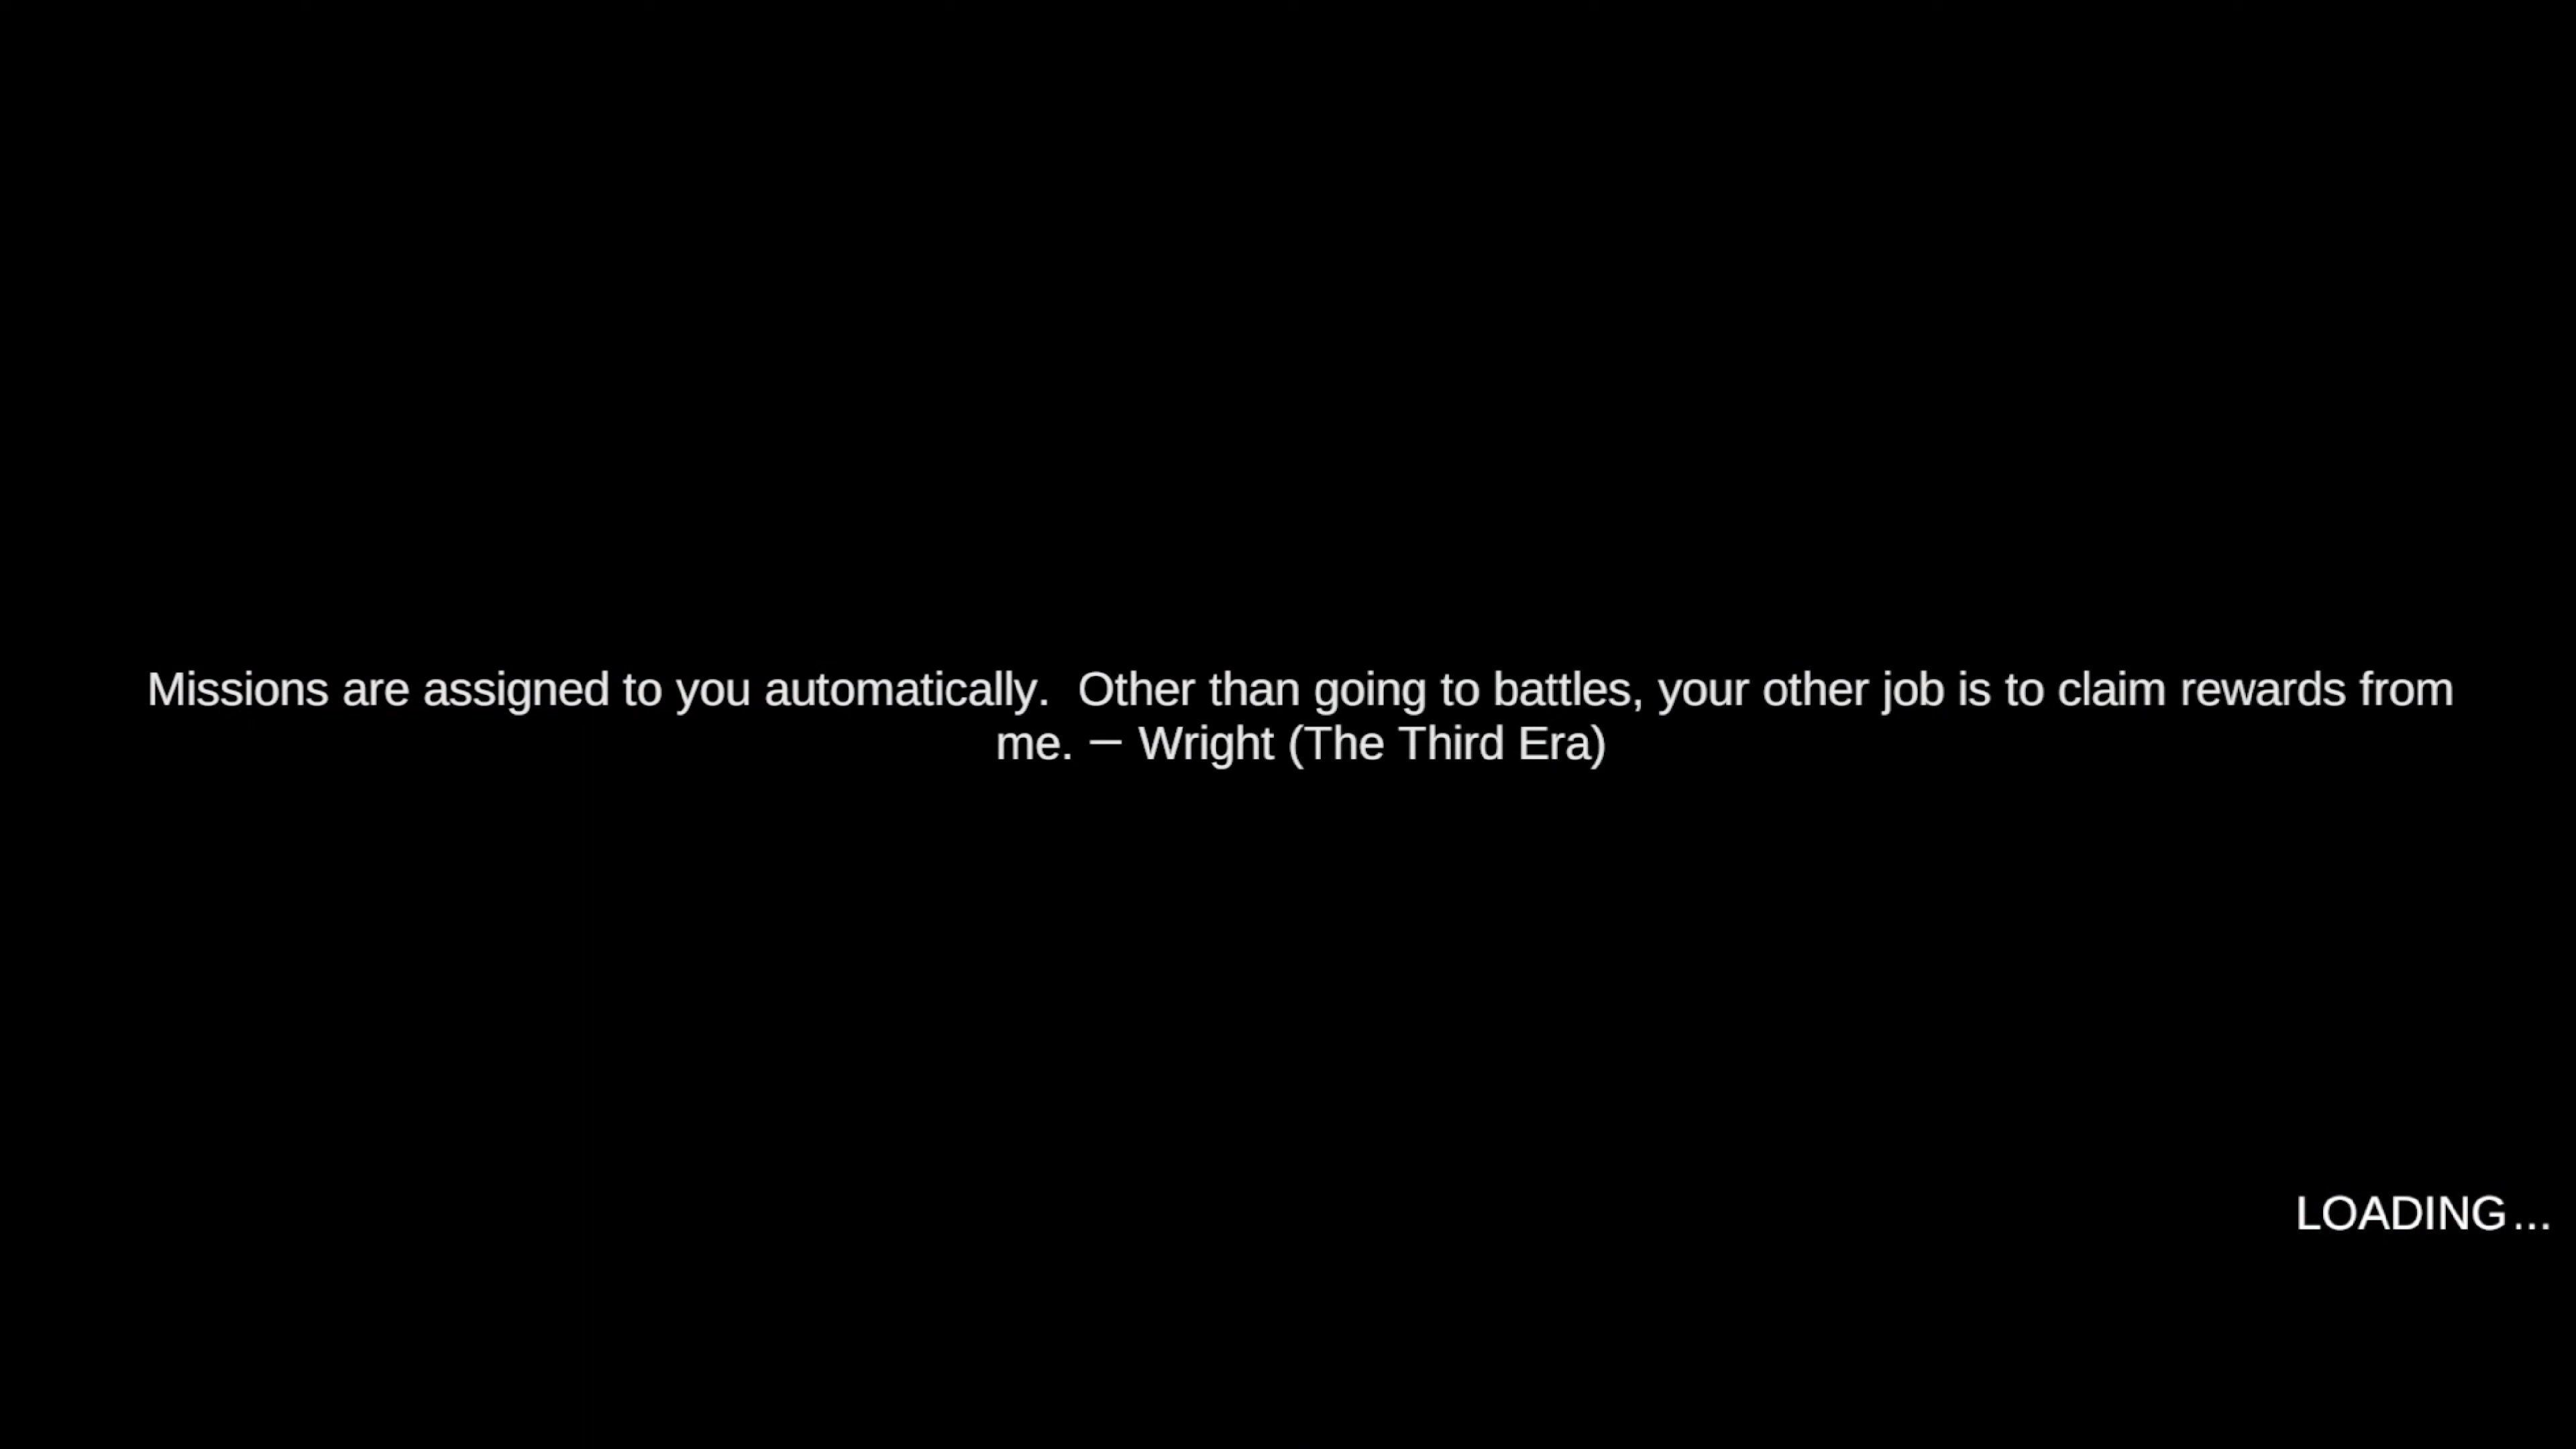 Missions are assigned to you automatically.  Other than going to battles, your other job is to claim rewards from
me. — Wright (The Third Era)
LOADING...